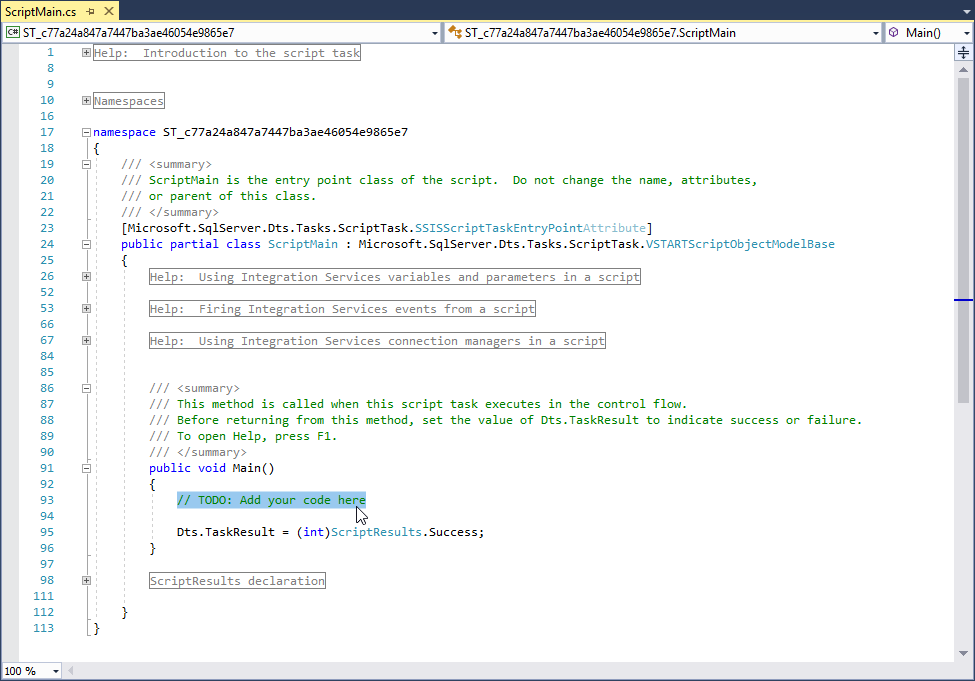 ScriptMain.cs
C# ST_c77a24a847a7447ba3ae46054e9865e7 ST_c77a24a847a7447ba3ae46054e9865e7.ScriptMain Main()
1 Help:  Introduction to the script task
8
9
10 Namespaces
16
17 namespace ST_c77a24a847a7447ba3ae46054e9865e7
18 {
19 /// <summary>
20 /// ScriptMain is the entry point class of the script.  Do not change the name, attributes,
21 /// or parent of this class.
22 /// </summary>
23 [Microsoft.SqlServer.Dts.Tasks.ScriptTask.SSISScriptTaskEntryPointAttribute]
24 public partial class ScriptMain : Microsoft.SqlServer.Dts.Tasks.ScriptTask.VSTARTScriptObjectModelBase
25 {
26 Help:  Using Integration Services variables and parameters in a script
52
53 Help:  Firing Integration Services events from a script
66
67 Help:  Using Integration Services connection managers in a script
84
85
86 /// <summary>
87 /// This method is called when this script task executes in the control flow.
88 /// Before returning from this method, set the value of Dts.TaskResult to indicate success or failure.
89 /// To open Help, press F1.
90 /// </summary>
91 public void Main()
92 {
93 // TODO: Add your code here
94
95 Dts.TaskResult = (int)ScriptResults.Success;
96 }
97
98 ScriptResults declaration
111
112 }
113 }
100 %